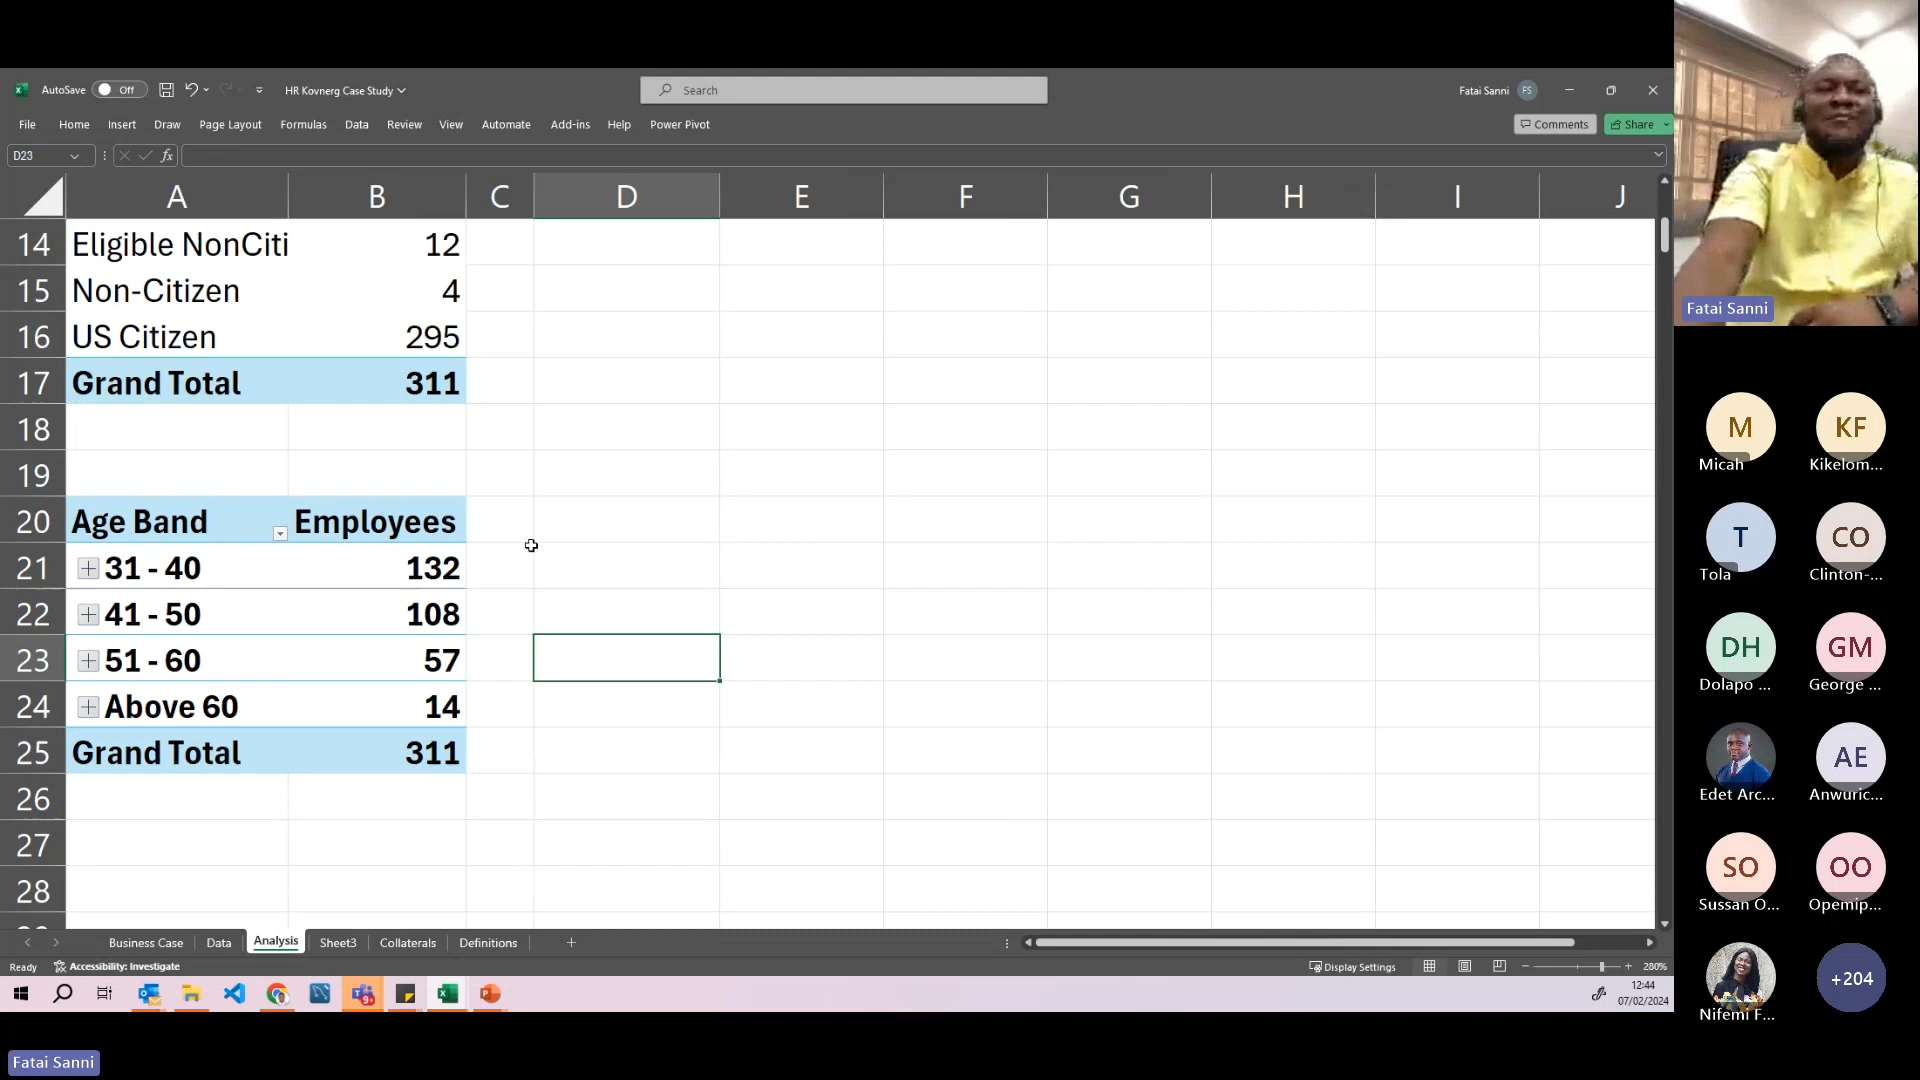 AutoSave Off
HR Kovnerg Case Study
Search
Fatai Sanni FS
File Home Insert Draw Page Layout Formulas Data Review View Automate Add-ins Help Power Pivot
Comments Share
D23 fx
A B C D E F G H I J
14 Eligible NonCiti 12
15 Non-Citizen 4
16 US Citizen 295
17 Grand Total 311
18
19
20 Age Band Employees
21 31 - 40 132
22 41 - 50 108
23 51 - 60 57
24 Above 60 14
25 Grand Total 311
26
27
28
Business Case Data Analysis Sheet3 Collaterals Definitions
Ready Accessibility: Investigate Display Settings 280%
12:44
07/02/2024
Fatai Sanni
Fatai Sanni
M KF
Micah Kikelom...
T CO
Tola Clinton-...
DH GM
Dolapo ... George ...
AE
Edet Arc... Anwuric...
SO OO
Sussan O... Opemip...
+204
Nifemi F...